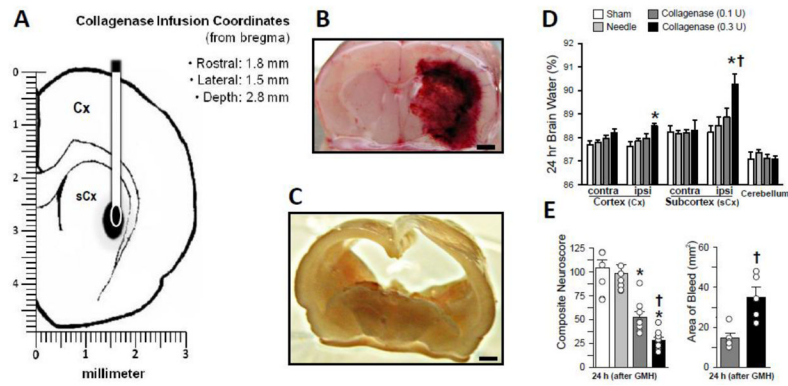 A
Collagenase Infusion Coordinates
(from bregma)
• Rostral: 1.8 mm
• Lateral: 1.5 mm
• Depth: 2.8 mm
0
1
2
3
4
Cx
sCx
0 1 2 3
millimeter
B
C
D
Sham
Needle
Collagenase (0.1 U)
Collagenase (0.3 U)
24 hr Brain Water (%)
92
91
90
89
88
87
86
*
*†
contra ipsi contra ipsi
Cortex (Cx) Subcortex (sCx) Cerebellum
E
Composite Neuroscore
125
100
75
50
25
0
*
†
*
24 h (after GMH)
Area of Bleed (mm²)
60
40
20
0
†
24 h (after GMH)